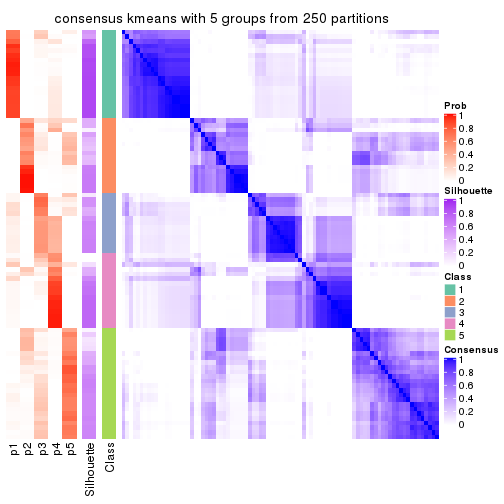 consensus kmeans with 5 groups from 250 partitions
Prob
1
0.8
0.6
0.4
0.2
0
Silhouette
1
0.8
0.6
0.4
0.2
0
Class
1
2
3
4
5
Consensus
1
0.8
0.6
0.4
0.2
0
p1
p2
p3
p4
p5
Silhouette
Class